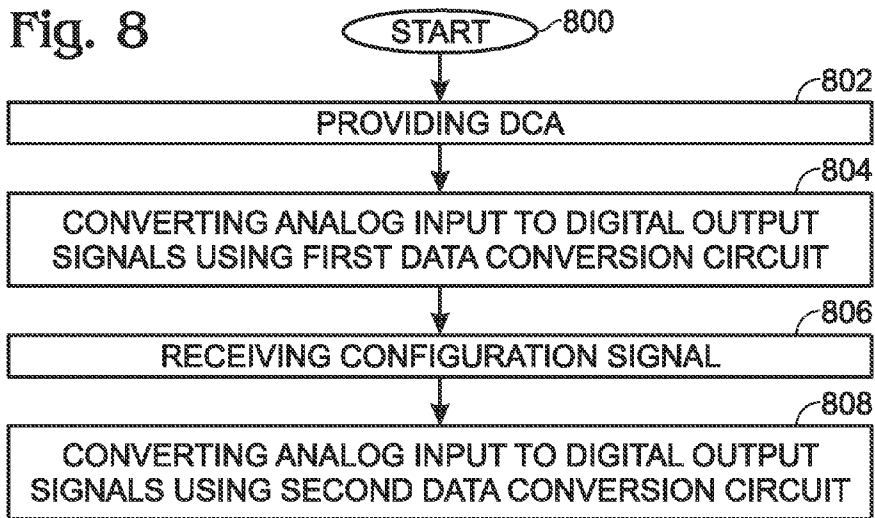 Fig. 8
START
800
802
PROVIDING DCA
804
CONVERTING ANALOG INPUT TO DIGITAL OUTPUT
SIGNALS USING FIRST DATA CONVERSION CIRCUIT
806
RECEIVING CONFIGURATION SIGNAL
808
CONVERTING ANALOG INPUT TO DIGITAL OUTPUT
SIGNALS USING SECOND DATA CONVERSION CIRCUIT